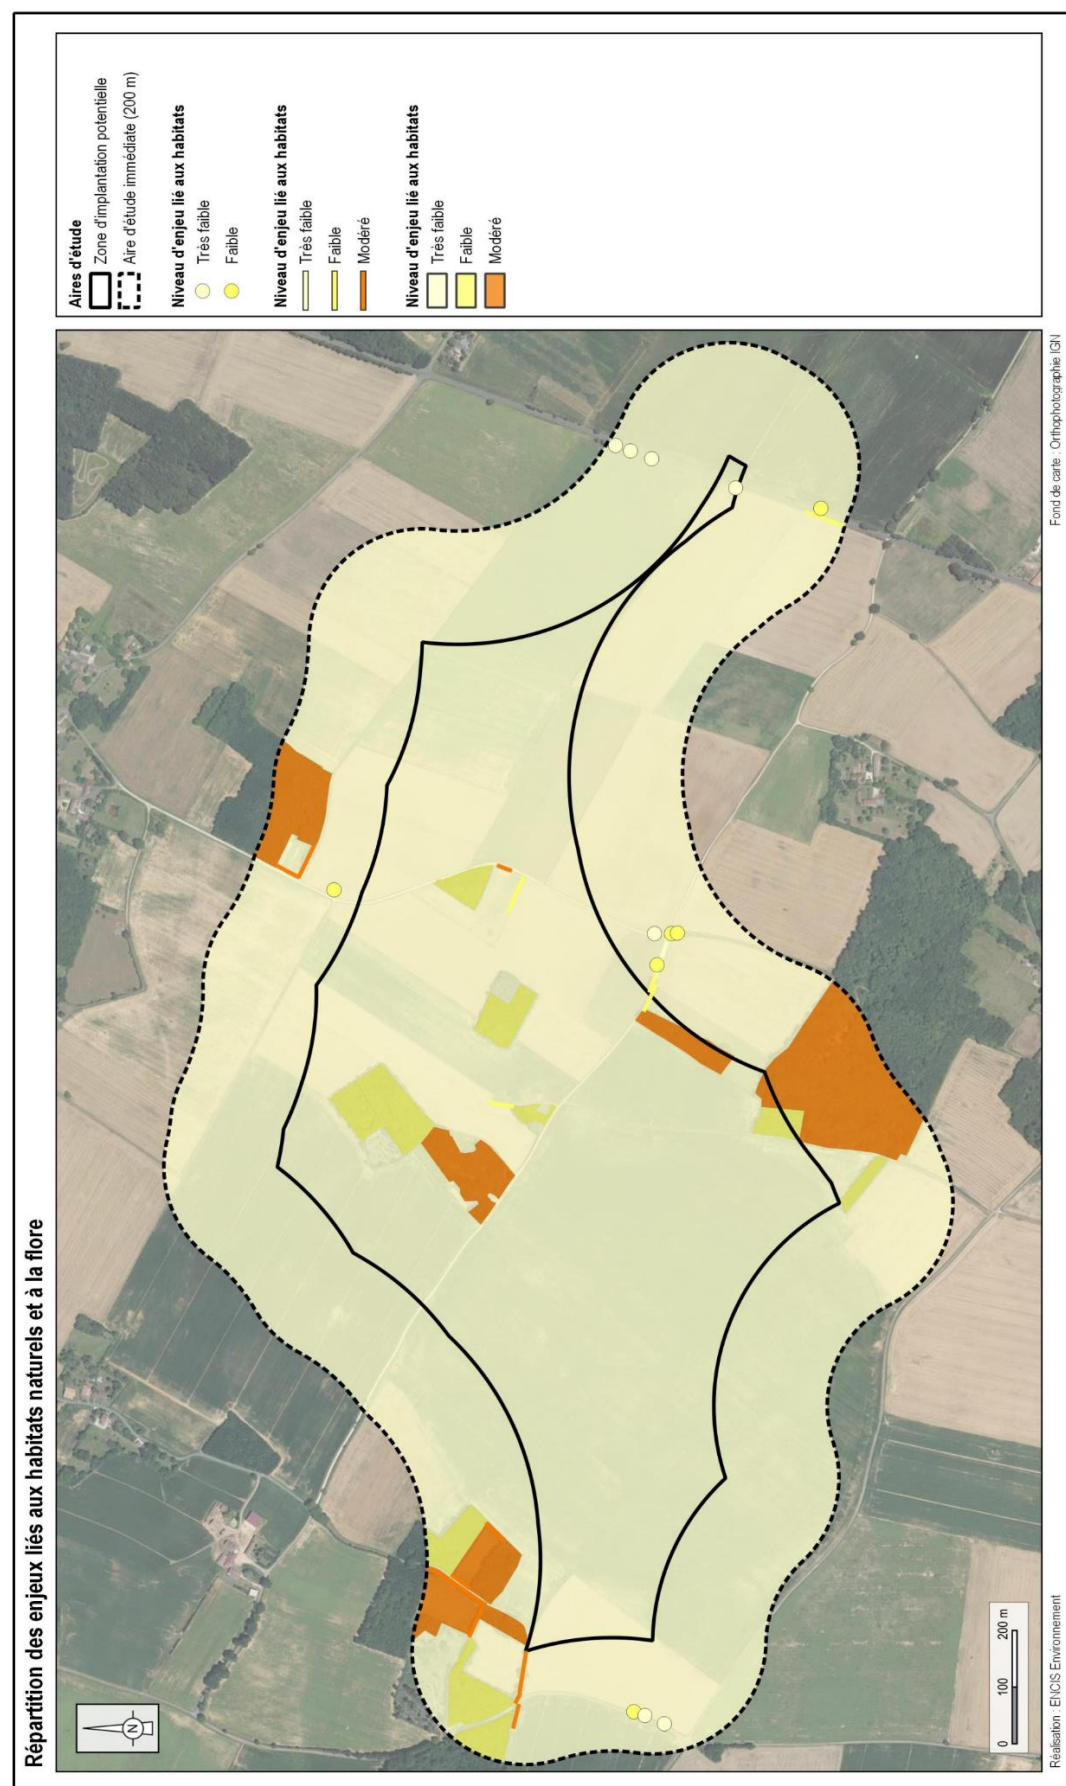 Répartition des enjeux liés aux habitats naturels et à la flore
N
0 100 200 m
Aires d'étude
Zone d'implantation potentielle
Aire d'étude immédiate (200 m)
Niveau d'enjeu lié aux habitats
Très faible
Faible
Niveau d'enjeu lié aux habitats
Très faible
Faible
Modéré
Niveau d'enjeu lié aux habitats
Très faible
Faible
Modéré
Réalisation : ENCIS Environnement
Fond de carte : Orthophotographie IGN